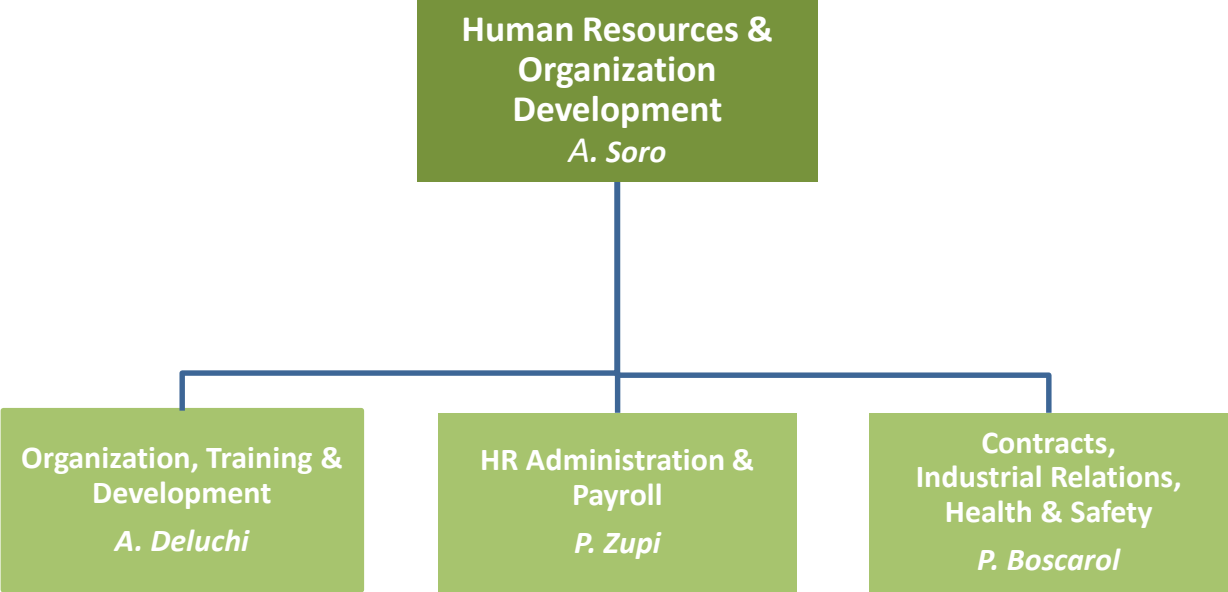 Human Resources &
Organization
Development
A. Soro
Organization, Training &
Development
A. Deluchi
HR Administration &
Payroll
P. Zupi
Contracts,
Industrial Relations,
Health & Safety
P. Boscarol